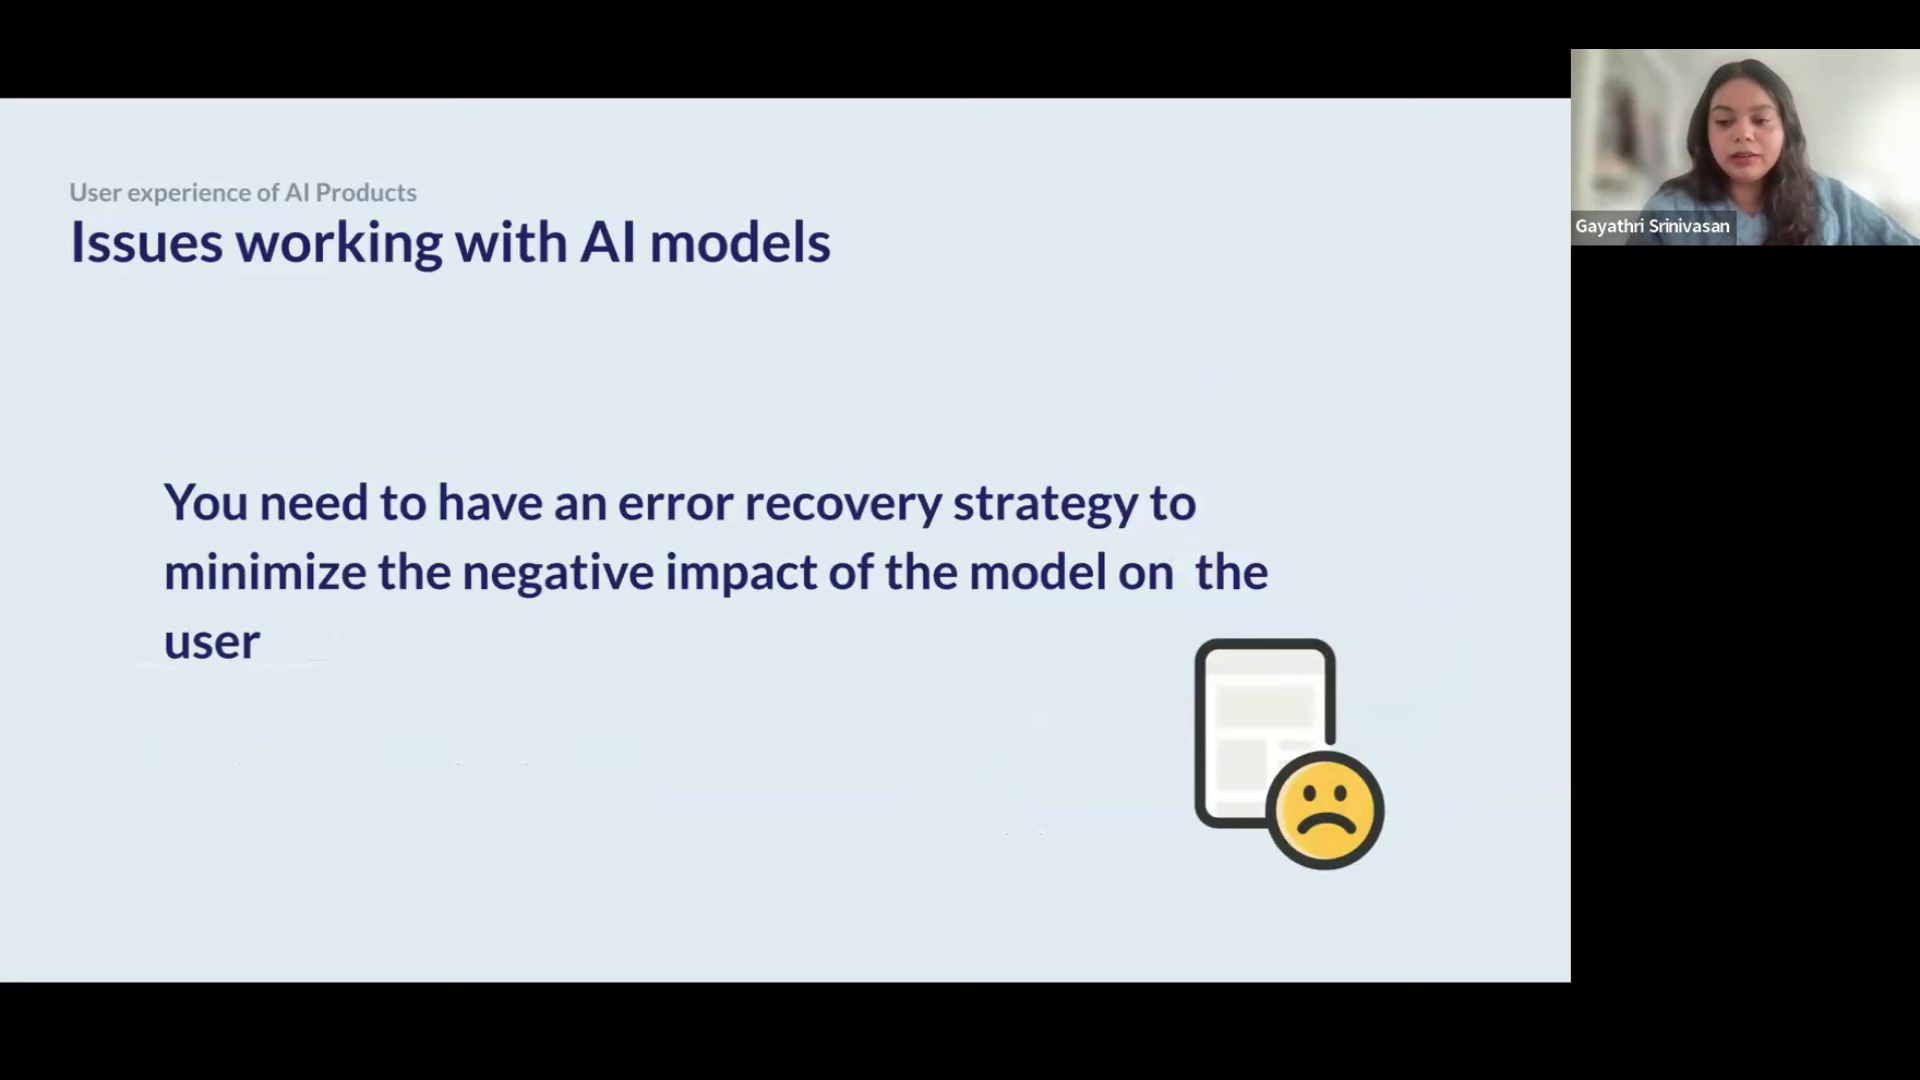 User experience of AI Products
Issues working with AI models
You need to have an error recovery strategy to
minimize the negative impact of the model on the
user
Gayathri Srinivasan